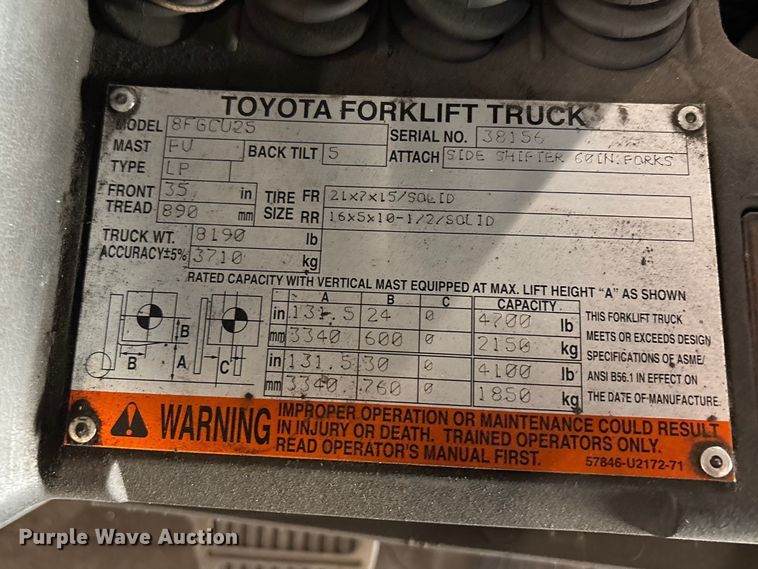 TOYOTA FORKLIFT TRUCK
MODEL 8FGCU25 SERIAL NO. 38156
MAST FV BACK TILT 5 ATTACH SIDE SHIFTER 60IN.FORKS
TYPE LP
FRONT TREAD 35 in 890 mm
TIRE SIZE FR 21x7x15/SOLID
RR 16x5x10-1/2/SOLID
TRUCK WT. 8190 lb
ACCURACY±5% 3710 kg
RATED CAPACITY WITH VERTICAL MAST EQUIPPED AT MAX. LIFT HEIGHT "A" AS SHOWN
A B C CAPACITY
in 131.5 24 0 4700 lb
mm 3340 600 0 2150 kg
in 131.5 30 0 4100 lb
mm 3340 760 0 1850 kg
B B A C
THIS FORKLIFT TRUCK
MEETS OR EXCEEDS DESIGN
SPECIFICATIONS OF ASME/
ANSI B56.1 IN EFFECT ON
THE DATE OF MANUFACTURE.
WARNING
IMPROPER OPERATION OR MAINTENANCE COULD RESULT
IN INJURY OR DEATH. TRAINED OPERATORS ONLY.
READ OPERATOR'S MANUAL FIRST.
57846-U2172-71
Purple Wave Auction